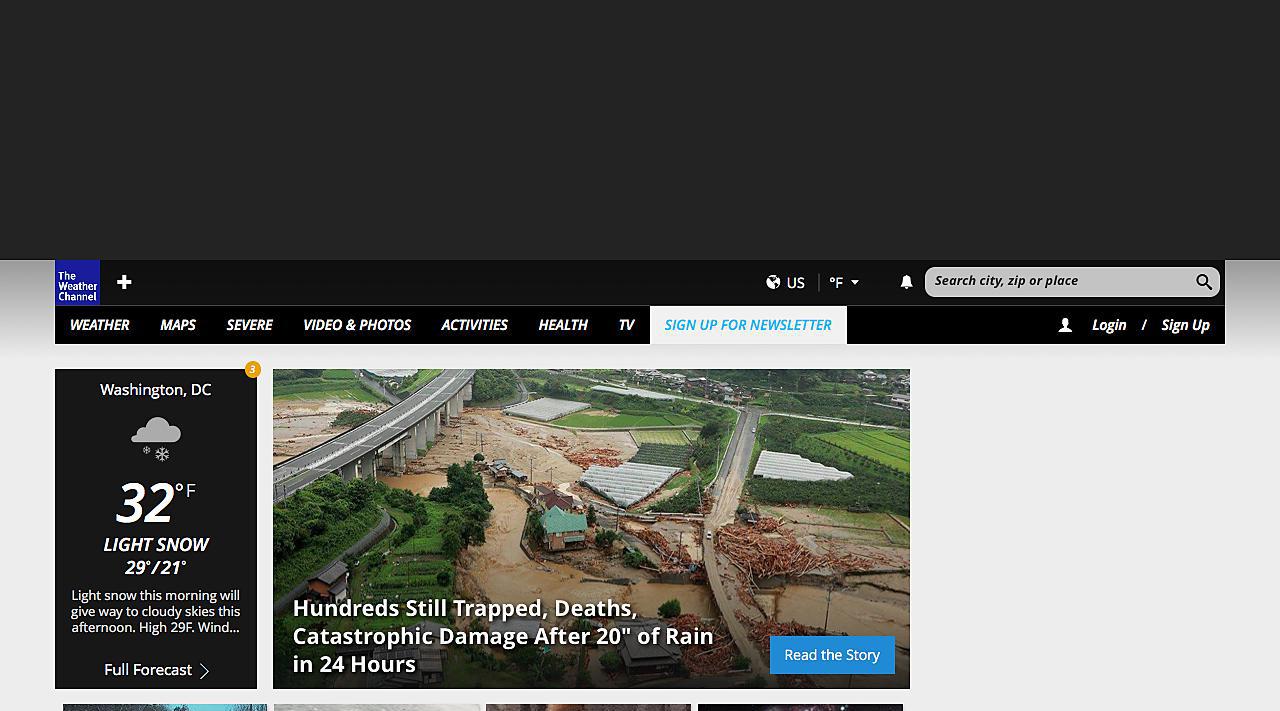 The
Weather
Channel
US
°F
Search city, zip or place
WEATHER
MAPS
SEVERE
VIDEO & PHOTOS
ACTIVITIES
HEALTH
TV
SIGN UP FOR NEWSLETTER
Login / Sign Up
3
Washington, DC
32°F
LIGHT SNOW
29°/21°
Light snow this morning will
give way to cloudy skies this
afternoon. High 29F. Wind...
Full Forecast
Hundreds Still Trapped, Deaths,
Catastrophic Damage After 20" of Rain
in 24 Hours
Read the Story